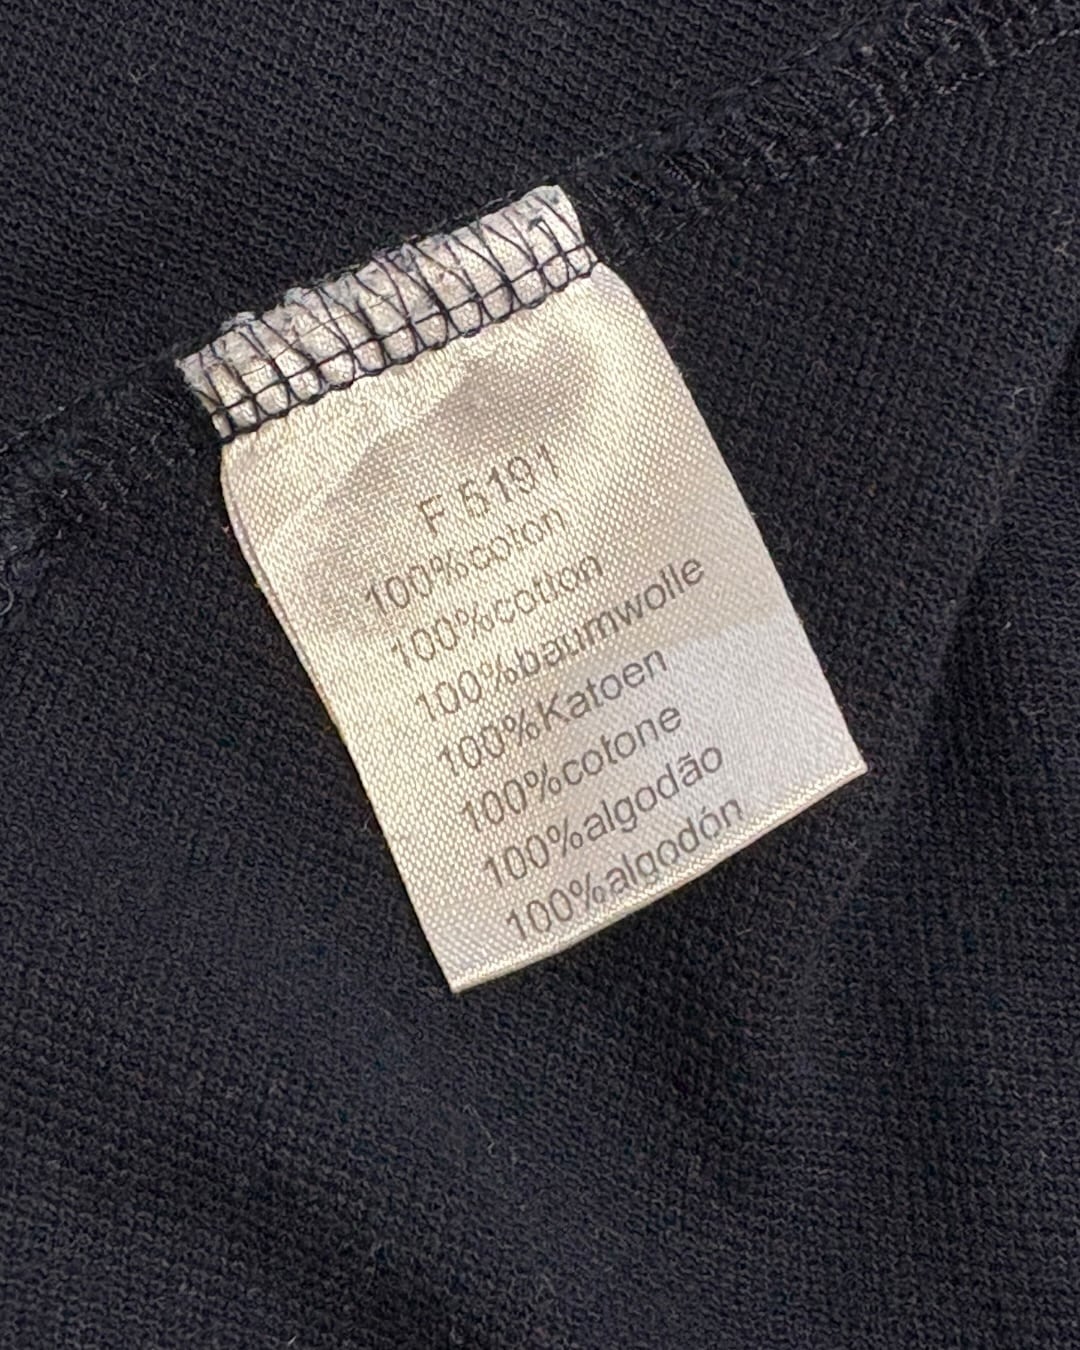 F 5191
100%coton
100%cotton
100%baumwolle
100%Katoen
100%cotone
100%algodão
100%algodón